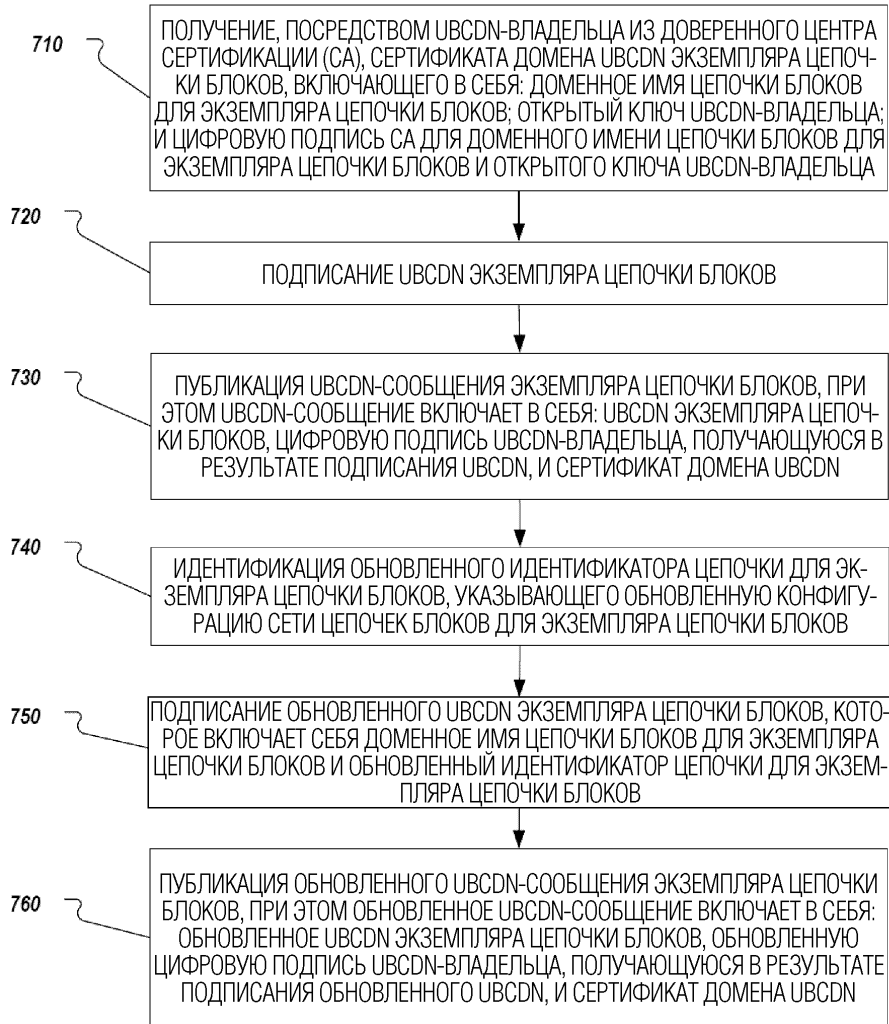 710
ПОЛУЧЕНИЕ, ПОСРЕДСТВОМ UBCDN-ВЛАДЕЛЬЦА ИЗ ДОВЕРЕННОГО ЦЕНТРА
СЕРТИФИКАЦИИ (CA), СЕРТИФИКАТА ДОМЕНА UBCDN ЭКЗЕМПЛЯРА ЦЕПОЧ-
КИ БЛОКОВ, ВКЛЮЧАЮЩЕГО В СЕБЯ: ДОМЕННОЕ ИМЯ ЦЕПОЧКИ БЛОКОВ
ДЛЯ ЭКЗЕМПЛЯРА ЦЕПОЧКИ БЛОКОВ; ОТКРЫТЫЙ КЛЮЧ UBCDN-ВЛАДЕЛЬЦА;
И ЦИФРОВУЮ ПОДПИСЬ CA ДЛЯ ДОМЕННОГО ИМЕНИ ЦЕПОЧКИ БЛОКОВ ДЛЯ
ЭКЗЕМПЛЯРА ЦЕПОЧКИ БЛОКОВ И ОТКРЫТОГО КЛЮЧА UBCDN-ВЛАДЕЛЬЦА
720
ПОДПИСАНИЕ UBCDN ЭКЗЕМПЛЯРА ЦЕПОЧКИ БЛОКОВ
730
ПУБЛИКАЦИЯ UBCDN-СООБЩЕНИЯ ЭКЗЕМПЛЯРА ЦЕПОЧКИ БЛОКОВ, ПРИ
ЭТОМ UBCDN-СООБЩЕНИЕ ВКЛЮЧАЕТ В СЕБЯ: UBCDN ЭКЗЕМПЛЯРА ЦЕПОЧ-
КИ БЛОКОВ, ЦИФРОВУЮ ПОДПИСЬ UBCDN-ВЛАДЕЛЬЦА, ПОЛУЧАЮЩУЮСЯ В
РЕЗУЛЬТАТЕ ПОДПИСАНИЯ UBCDN, И СЕРТИФИКАТ ДОМЕНА UBCDN
740
ИДЕНТИФИКАЦИЯ ОБНОВЛЕННОГО ИДЕНТИФИКАТОРА ЦЕПОЧКИ ДЛЯ ЭК-
ЗЕМПЛЯРА ЦЕПОЧКИ БЛОКОВ, УКАЗЫВАЮЩЕГО ОБНОВЛЕННУЮ КОНФИГУ-
РАЦИЮ СЕТИ ЦЕПОЧЕК БЛОКОВ ДЛЯ ЭКЗЕМПЛЯРА ЦЕПОЧКИ БЛОКОВ
750
ПОДПИСАНИЕ ОБНОВЛЕННОГО UBCDN ЭКЗЕМПЛЯРА ЦЕПОЧКИ БЛОКОВ, КОТО-
РОЕ ВКЛЮЧАЕТ СЕБЯ ДОМЕННОЕ ИМЯ ЦЕПОЧКИ БЛОКОВ ДЛЯ ЭКЗЕМПЛЯРА
ЦЕПОЧКИ БЛОКОВ И ОБНОВЛЕННЫЙ ИДЕНТИФИКАТОР ЦЕПОЧКИ ДЛЯ ЭКЗЕМ-
ПЛЯРА ЦЕПОЧКИ БЛОКОВ
760
ПУБЛИКАЦИЯ ОБНОВЛЕННОГО UBCDN-СООБЩЕНИЯ ЭКЗЕМПЛЯРА ЦЕПОЧКИ
БЛОКОВ, ПРИ ЭТОМ ОБНОВЛЕННОЕ UBCDN-СООБЩЕНИЕ ВКЛЮЧАЕТ В СЕБЯ:
ОБНОВЛЕННОЕ UBCDN ЭКЗЕМПЛЯРА ЦЕПОЧКИ БЛОКОВ, ОБНОВЛЕННУЮ
ЦИФРОВУЮ ПОДПИСЬ UBCDN-ВЛАДЕЛЬЦА, ПОЛУЧАЮЩУЮСЯ В РЕЗУЛЬТАТЕ
ПОДПИСАНИЯ ОБНОВЛЕННОГО UBCDN, И СЕРТИФИКАТ ДОМЕНА UBCDN